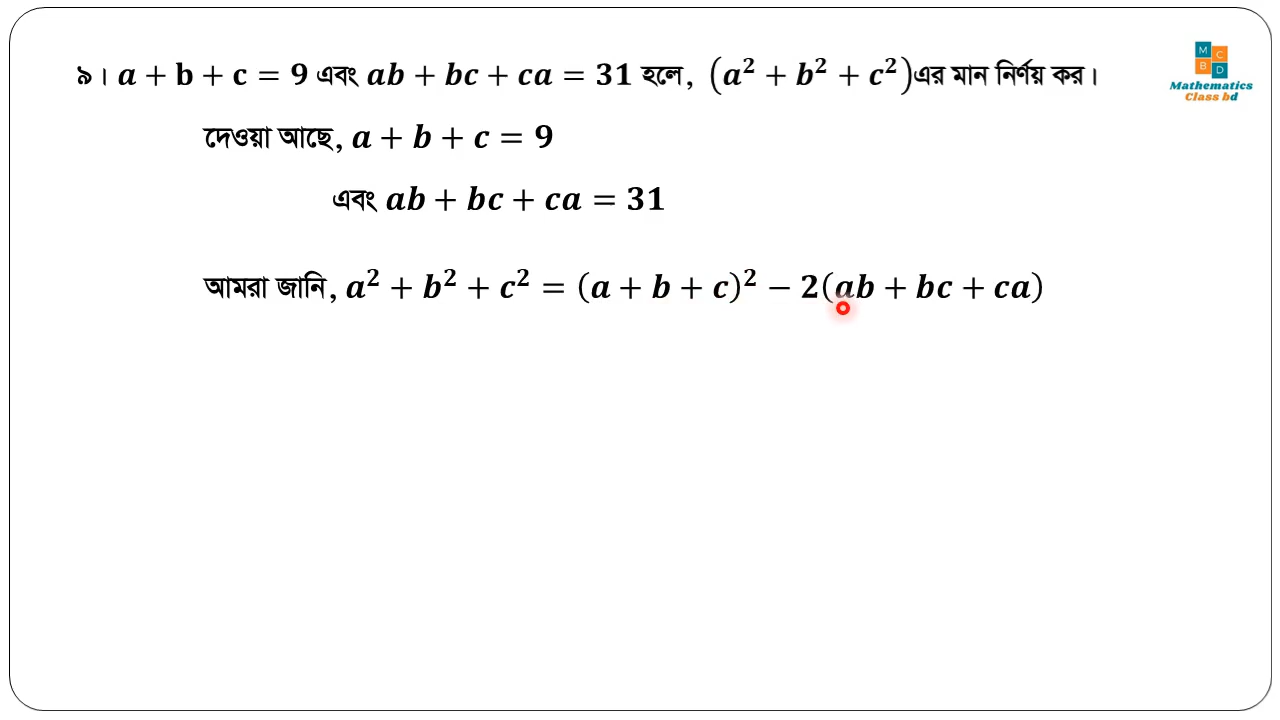 ৯। a + b + c = 9 এবং ab + bc + ca = 31 হলে, (a² + b² + c²)এর মান নির্ণয় কর।
M C B D
Mathematics
Class bd
দেওয়া আছে, a + b + c = 9
এবং ab + bc + ca = 31
আমরা জানি, a² + b² + c² = (a + b + c)² − 2(ab + bc + ca)